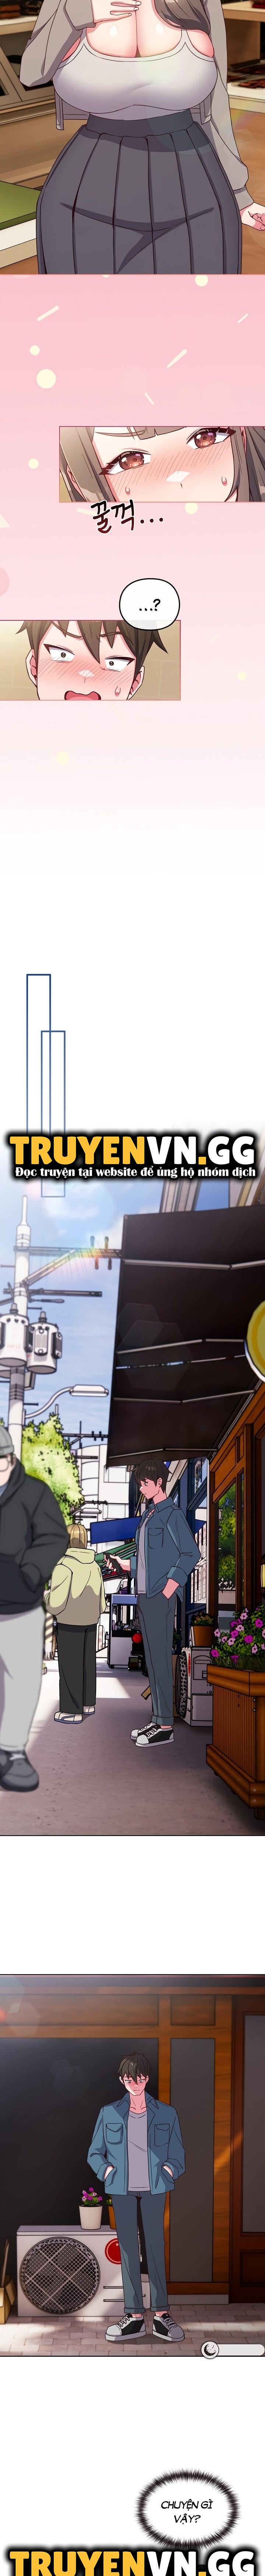 꿀꺽...
...?
TRUYENVN.GG
Đọc truyện tại website để ủng hộ nhóm dịch
CHUYỆN GÌ
VẬY?
TRUYENVN.GG